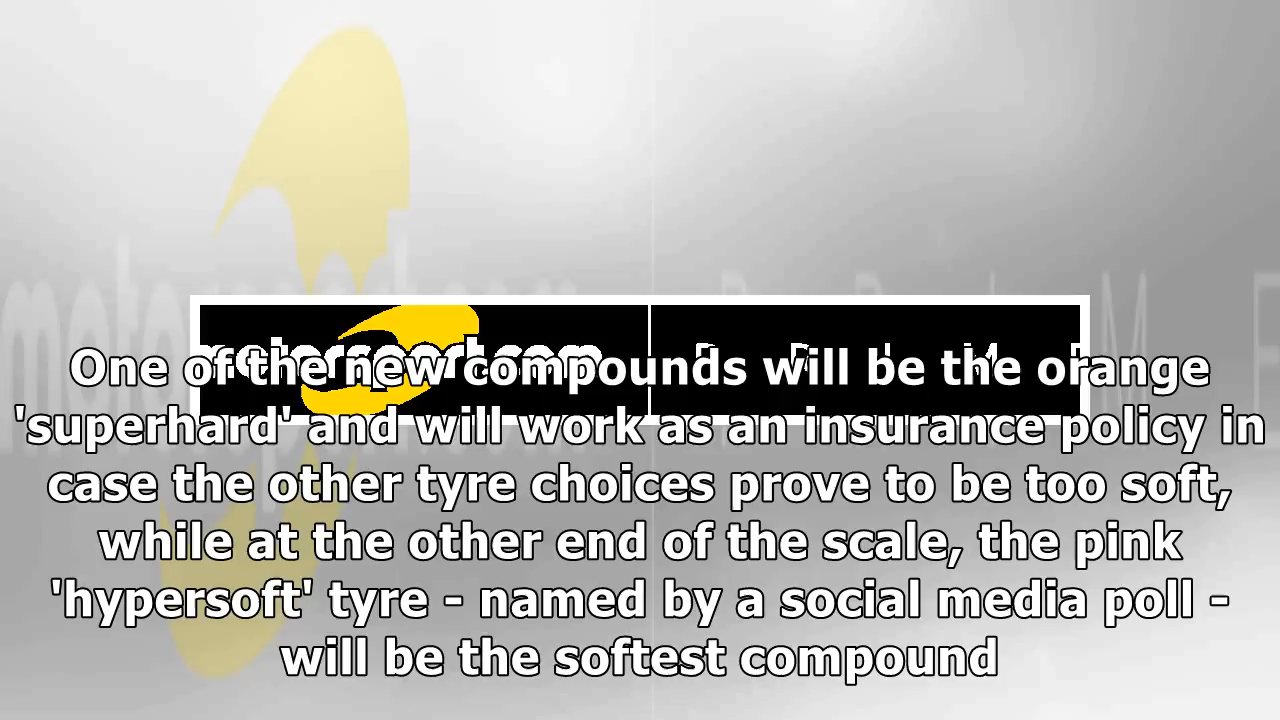 motorsport.com
One of the new compounds will be the orange
'superhard' and will work as an insurance policy in
case the other tyre choices prove to be too soft,
while at the other end of the scale, the pink
'hypersoft' tyre - named by a social media poll -
will be the softest compound